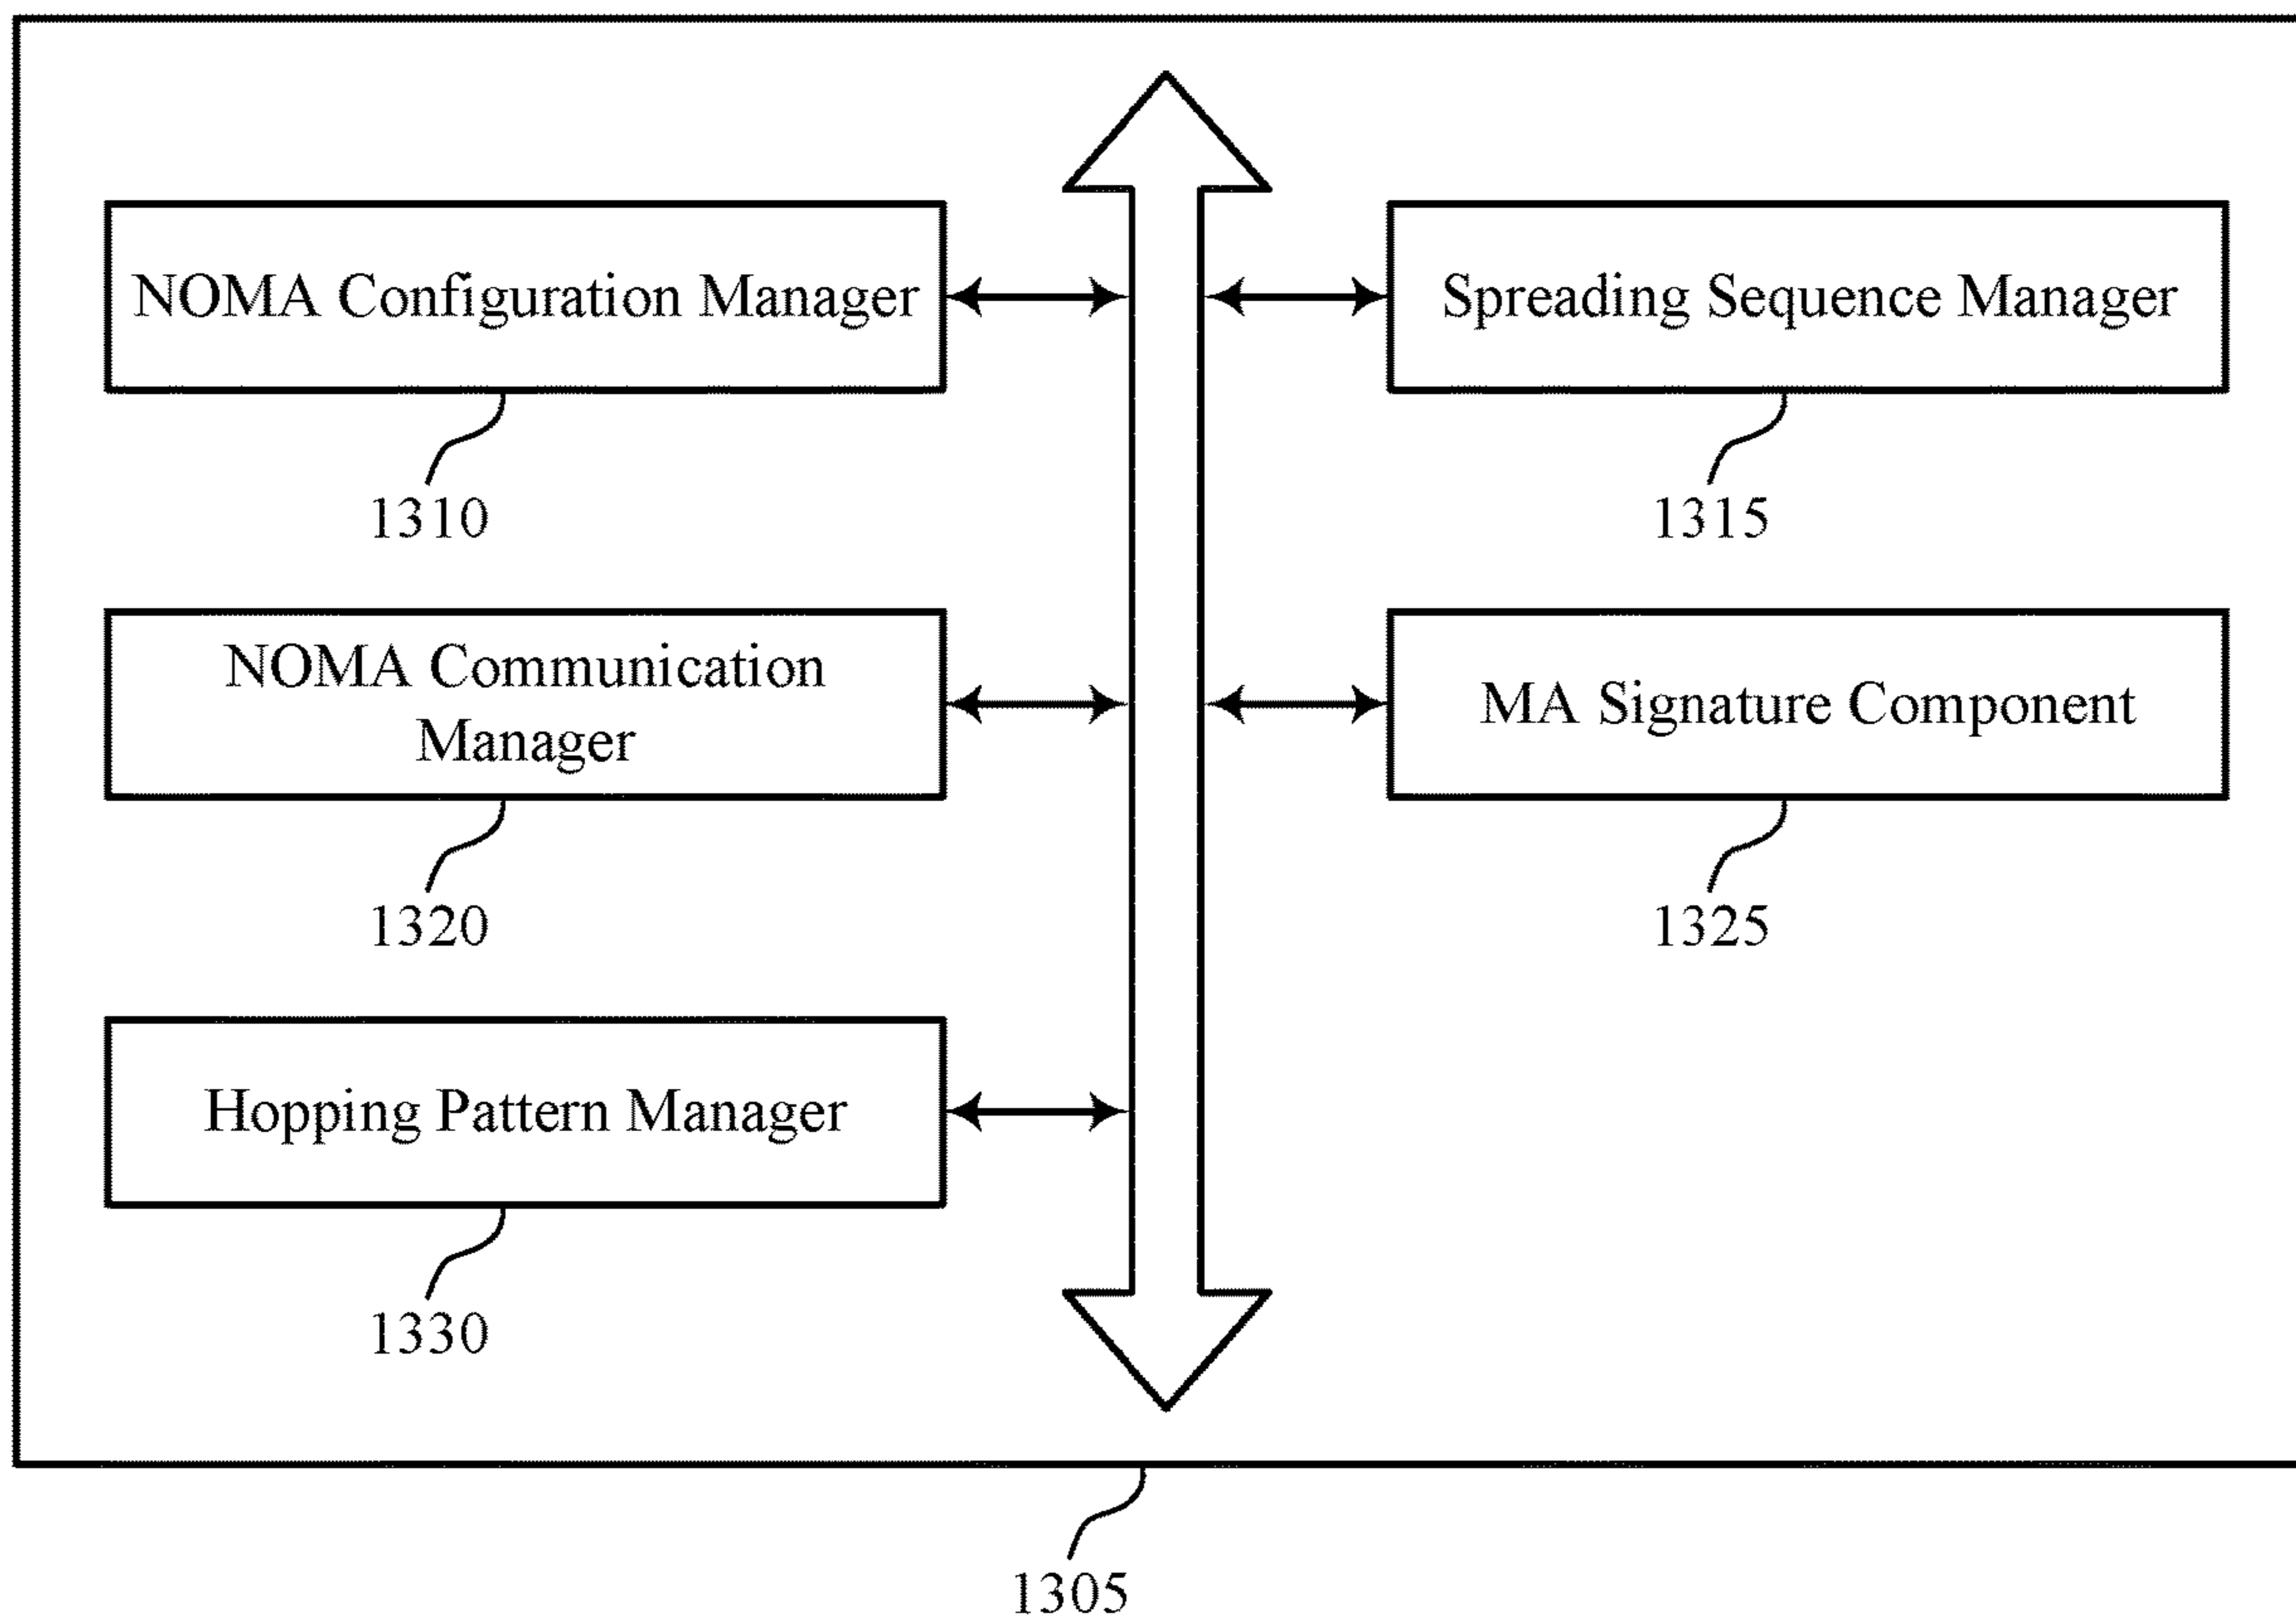 NOMA Configuration Manager
1310
Spreading Sequence Manager
1315
NOMA Communication
Manager
1320
MA Signature Component
1325
Hopping Pattern Manager
1330
1305